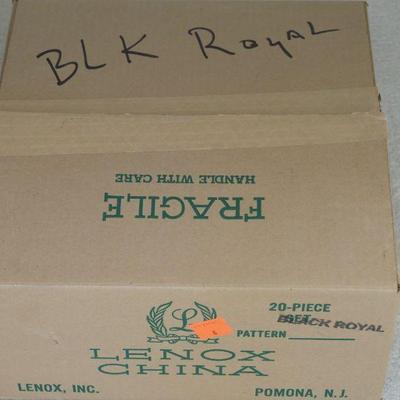 BLK ROYAL
FRAGILE
HANDLE WITH CARE
20-PIECE
SET
BLACK ROYAL
PATTERN
L
LENOX
CHINA
LENOX, INC.
POMONA, N.J.